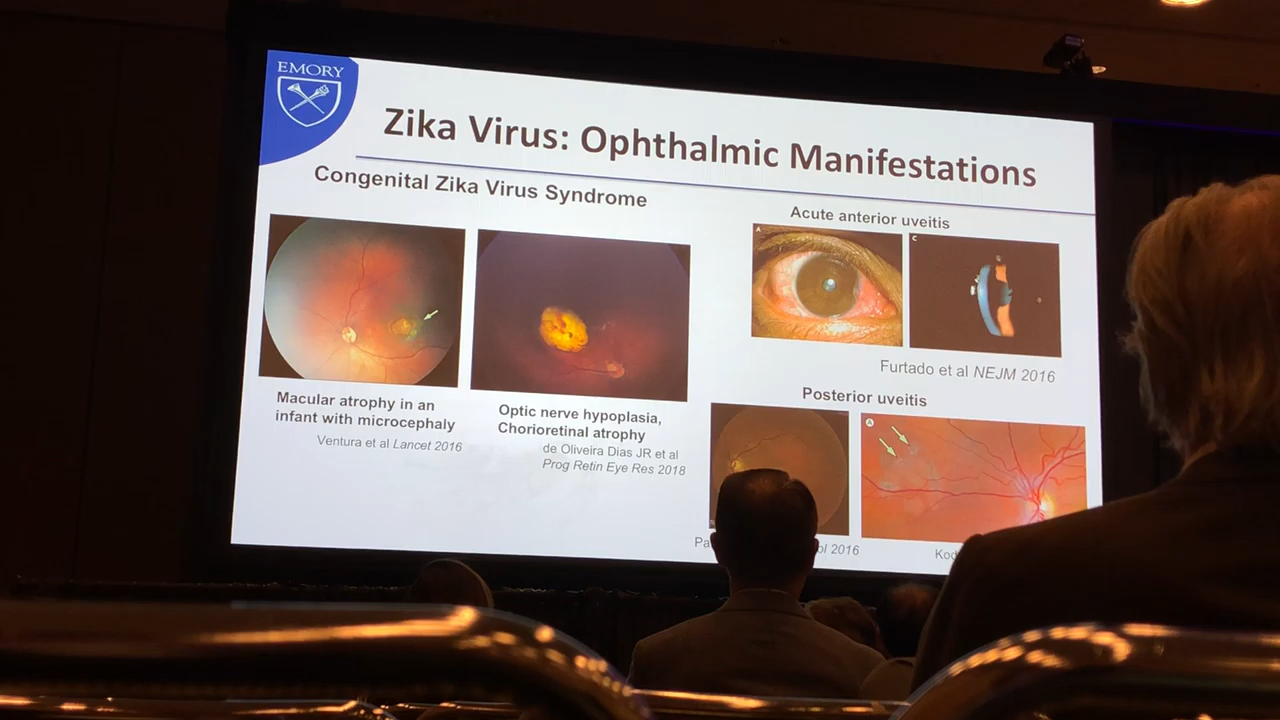 EMORY
Zika Virus: Ophthalmic Manifestations
Congenital Zika Virus Syndrome
Macular atrophy in an
infant with microcephaly
Ventura et al Lancet 2016
Optic nerve hypoplasia,
Chorioretinal atrophy
de Oliveira Dias JR et al
Prog Retin Eye Res 2018
Acute anterior uveitis
A
C
Furtado et al NEJM 2016
Posterior uveitis
A
2016